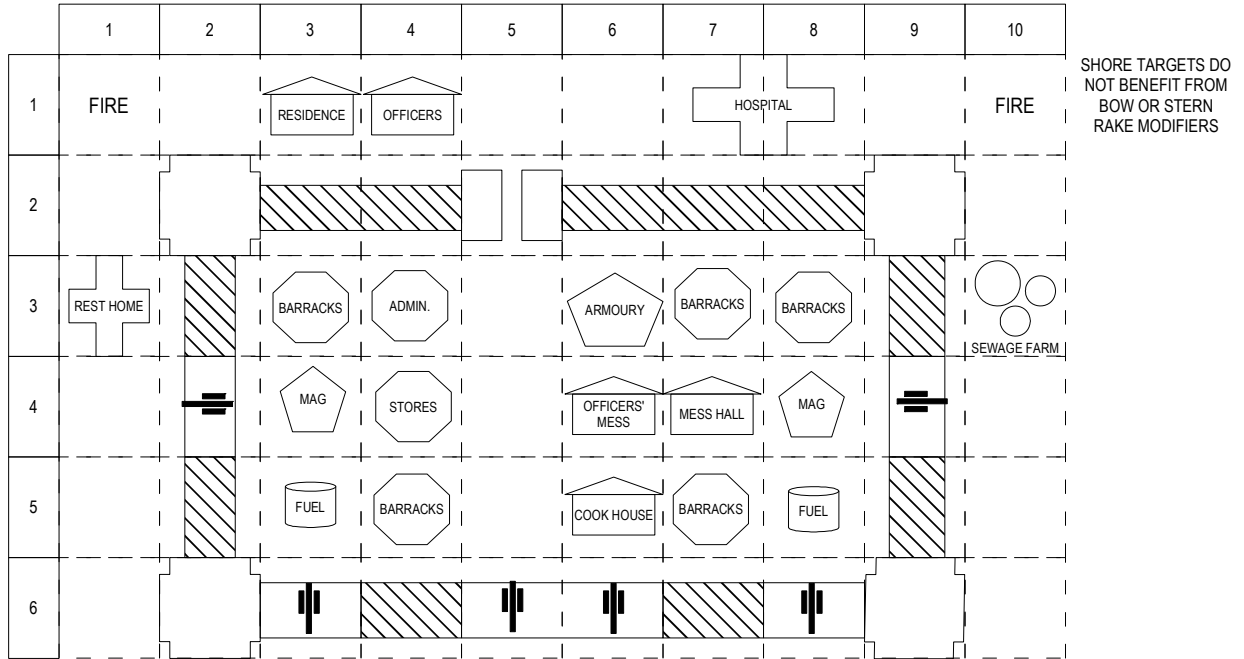 1 2 3 4 5 6 7 8 9 10
1 FIRE RESIDENCE OFFICERS HOSPITAL FIRE
SHORE TARGETS DO
NOT BENEFIT FROM
BOW OR STERN
RAKE MODIFIERS
2
3 REST HOME BARRACKS ADMIN. ARMOURY BARRACKS BARRACKS
SEWAGE FARM
4 MAG STORES OFFICERS'
MESS MESS HALL MAG
5 FUEL BARRACKS COOK HOUSE BARRACKS FUEL
6